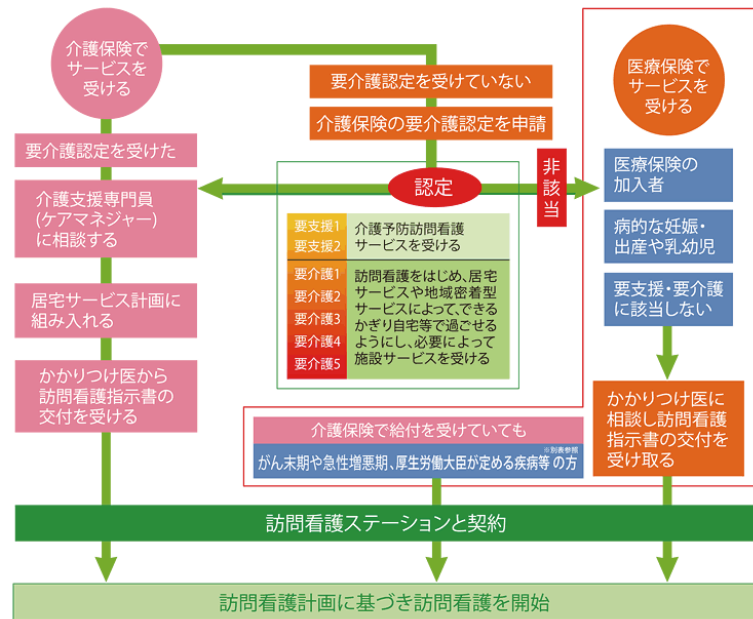 介護保険で
サービスを
受ける
要介護認定を受けた
介護支援専門員
(ケアマネジャー)
に相談する
居宅サービス計画に
組み入れる
かかりつけ医から
訪問看護指示書の
交付を受ける
要介護認定を受けていない
介護保険の要介護認定を申請
認定
非該当
要支援1
要支援2
介護予防訪問看護
サービスを受ける
要介護1
要介護2
要介護3
要介護4
要介護5
訪問看護をはじめ、居宅
サービスや地域密着型
サービスによって、できる
かぎり自宅等で過ごせる
ようにし、必要によって
施設サービスを受ける
医療保険で
サービスを
受ける
医療保険の
加入者
病的な妊娠・
出産や乳幼児
要支援・要介護
に該当しない
かかりつけ医に
相談し訪問看護
指示書の交付を
受け取る
介護保険で給付を受けていても
※別表参照
がん末期や急性増悪期、厚生労働大臣が定める疾病等の方
訪問看護ステーションと契約
訪問看護計画に基づき訪問看護を開始